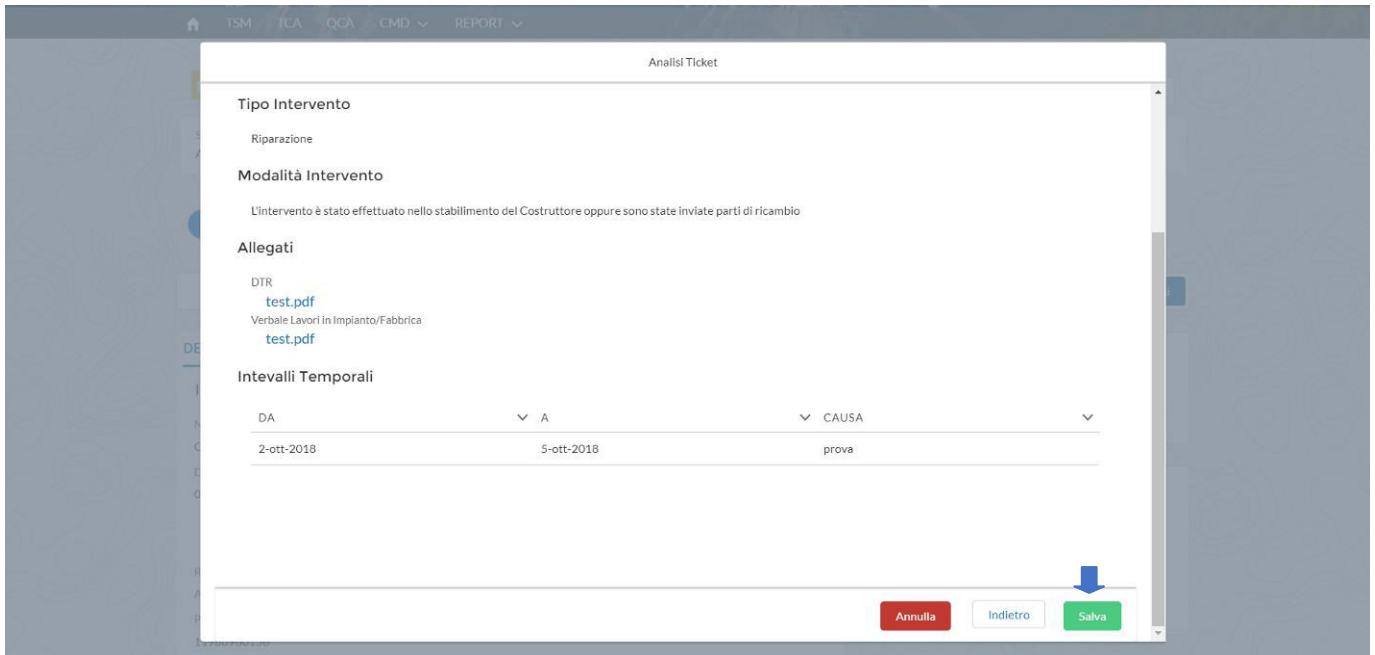 TSM TCA QCA CMD REPORT
Analisi Ticket
Tipo Intervento
Riparazione
Modalità Intervento
L'intervento è stato effettuato nello stabilimento del Costruttore oppure sono state inviate parti di ricambio
Allegati
DTR
test.pdf
Verbale Lavori in Impianto/Fabbrica
test.pdf
DE
Intevalli Temporali
DA A CAUSA
2-ott-2018 5-ott-2018 prova
Annulla Indietro Salva